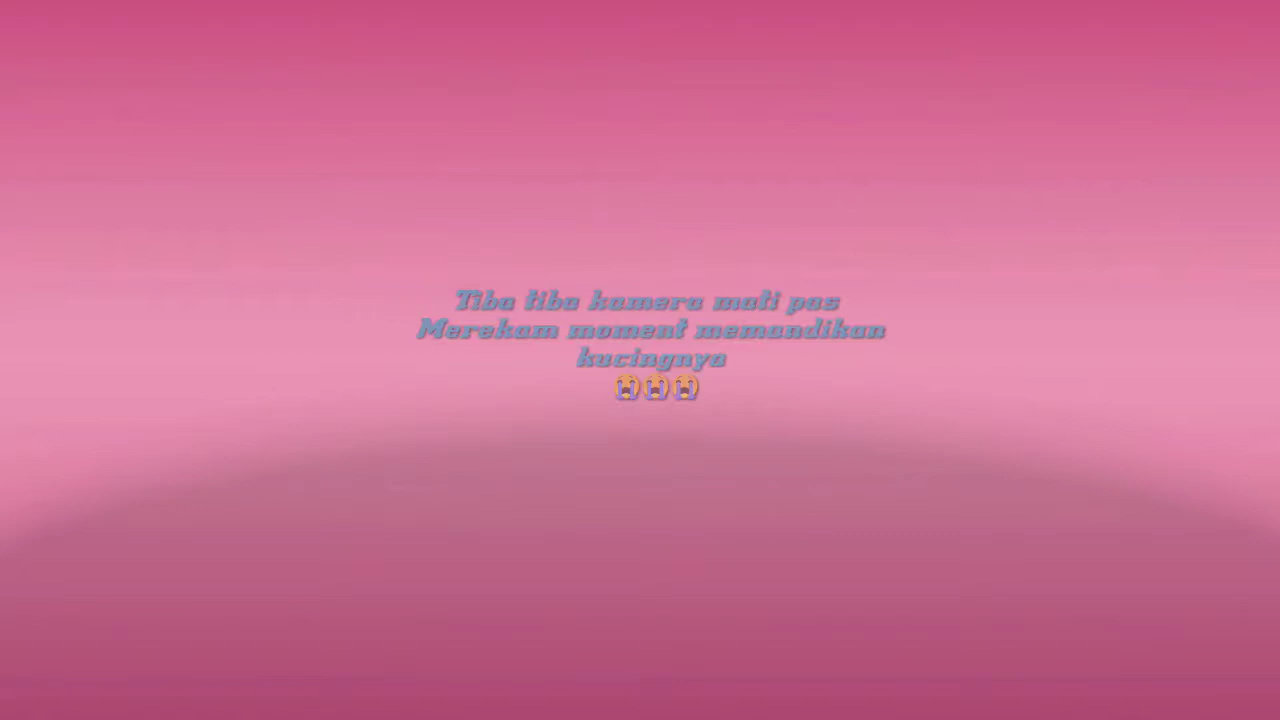 Tiba tiba kamera mati pas
Merekam moment memandikan
kucingnya
😭😭😭